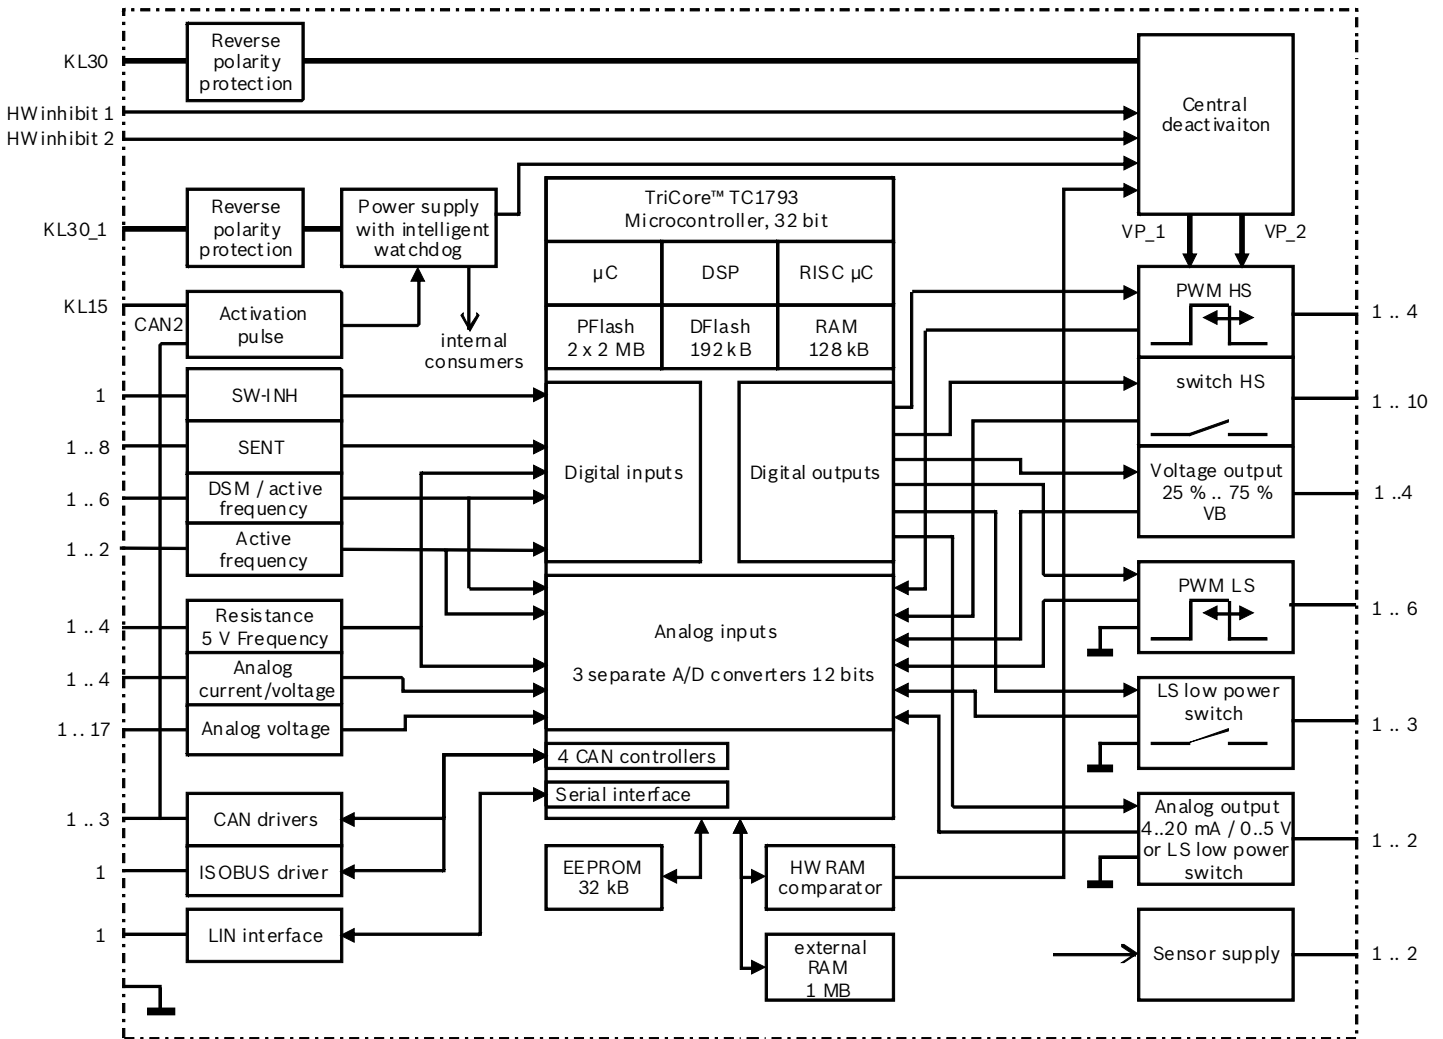 KL30
Reverse
polarity
protection
HW inhibit 1
HW inhibit 2
Central
deactivaiton
KL30_1
Reverse
polarity
protection
Power supply
with intelligent
watchdog
TriCore™ TC1793
Microcontroller, 32 bit
µC
DSP
RISC µC
PFlash
2 x 2 MB
DFlash
192 kB
RAM
128 kB
VP_1
VP_2
KL15
CAN2
Activation
pulse
internal
consumers
PWM HS
1 .. 4
1
SW-INH
switch HS
1 .. 10
1 .. 8
SENT
1 .. 6
DSM / active
frequency
1 .. 2
Active
frequency
Digital inputs
Digital outputs
Voltage output
25 % .. 75 %
VB
1 ..4
1 .. 4
Resistance
5 V Frequency
1 .. 4
Analog
current/voltage
1 .. 17
Analog voltage
Analog inputs
3 separate A/D converters 12 bits
PWM LS
1 .. 6
LS low power
switch
1 .. 3
4 CAN controllers
Serial interface
1 .. 3
CAN drivers
1
ISOBUS driver
1
LIN interface
EEPROM
32 kB
HW RAM
comparator
external
RAM
1 MB
Analog output
4..20 mA / 0..5 V
or LS low power
switch
1 .. 2
Sensor supply
1 .. 2